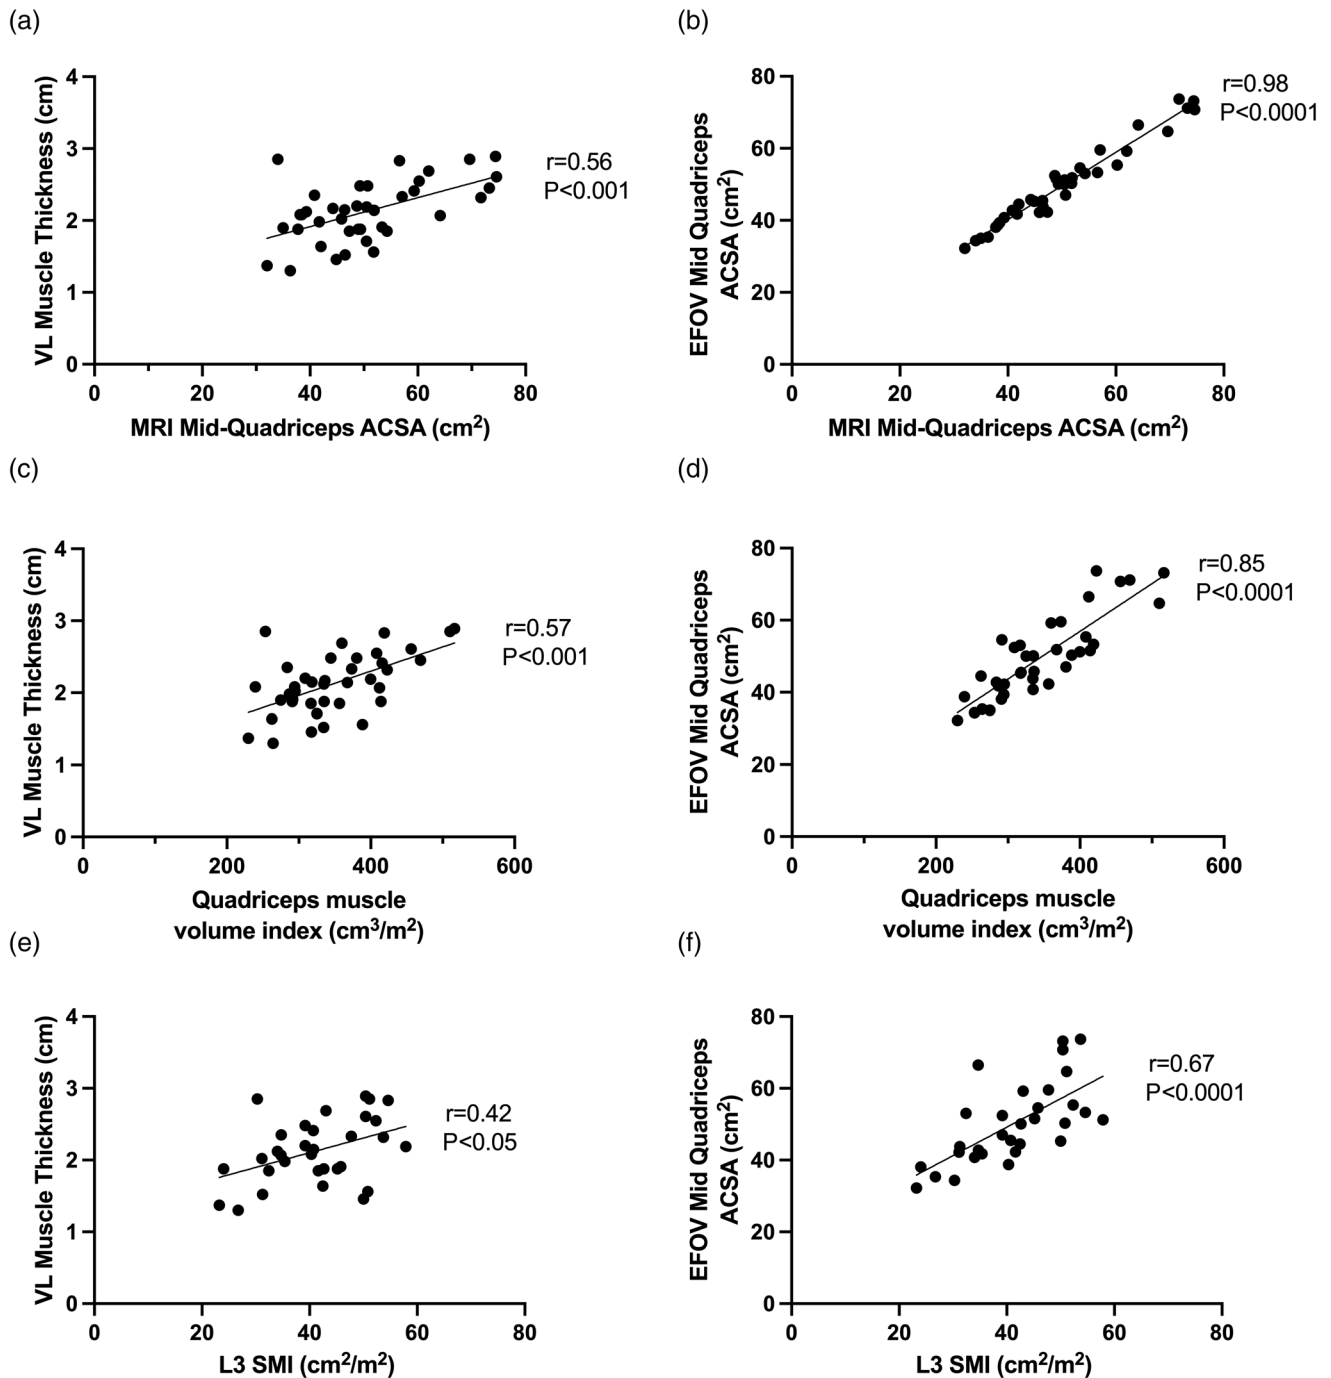 (a)
VL Muscle Thickness (cm)
4
3
2
1
0
0 20 40 60 80
MRI Mid-Quadriceps ACSA (cm²)
r=0.56
P<0.001
(b)
EFOV Mid Quadriceps
ACSA (cm²)
80
60
40
20
0
0 20 40 60 80
MRI Mid-Quadriceps ACSA (cm²)
r=0.98
P<0.0001
(c)
VL Muscle Thickness (cm)
4
3
2
1
0
0 200 400 600
Quadriceps muscle
volume index (cm³/m²)
r=0.57
P<0.001
(d)
EFOV Mid Quadriceps
ACSA (cm²)
80
60
40
20
0
0 200 400 600
Quadriceps muscle
volume index (cm³/m²)
r=0.85
P<0.0001
(e)
VL Muscle Thickness (cm)
4
3
2
1
0
0 20 40 60 80
L3 SMI (cm²/m²)
r=0.42
P<0.05
(f)
EFOV Mid Quadriceps
ACSA (cm²)
80
60
40
20
0
0 20 40 60 80
L3 SMI (cm²/m²)
r=0.67
P<0.0001